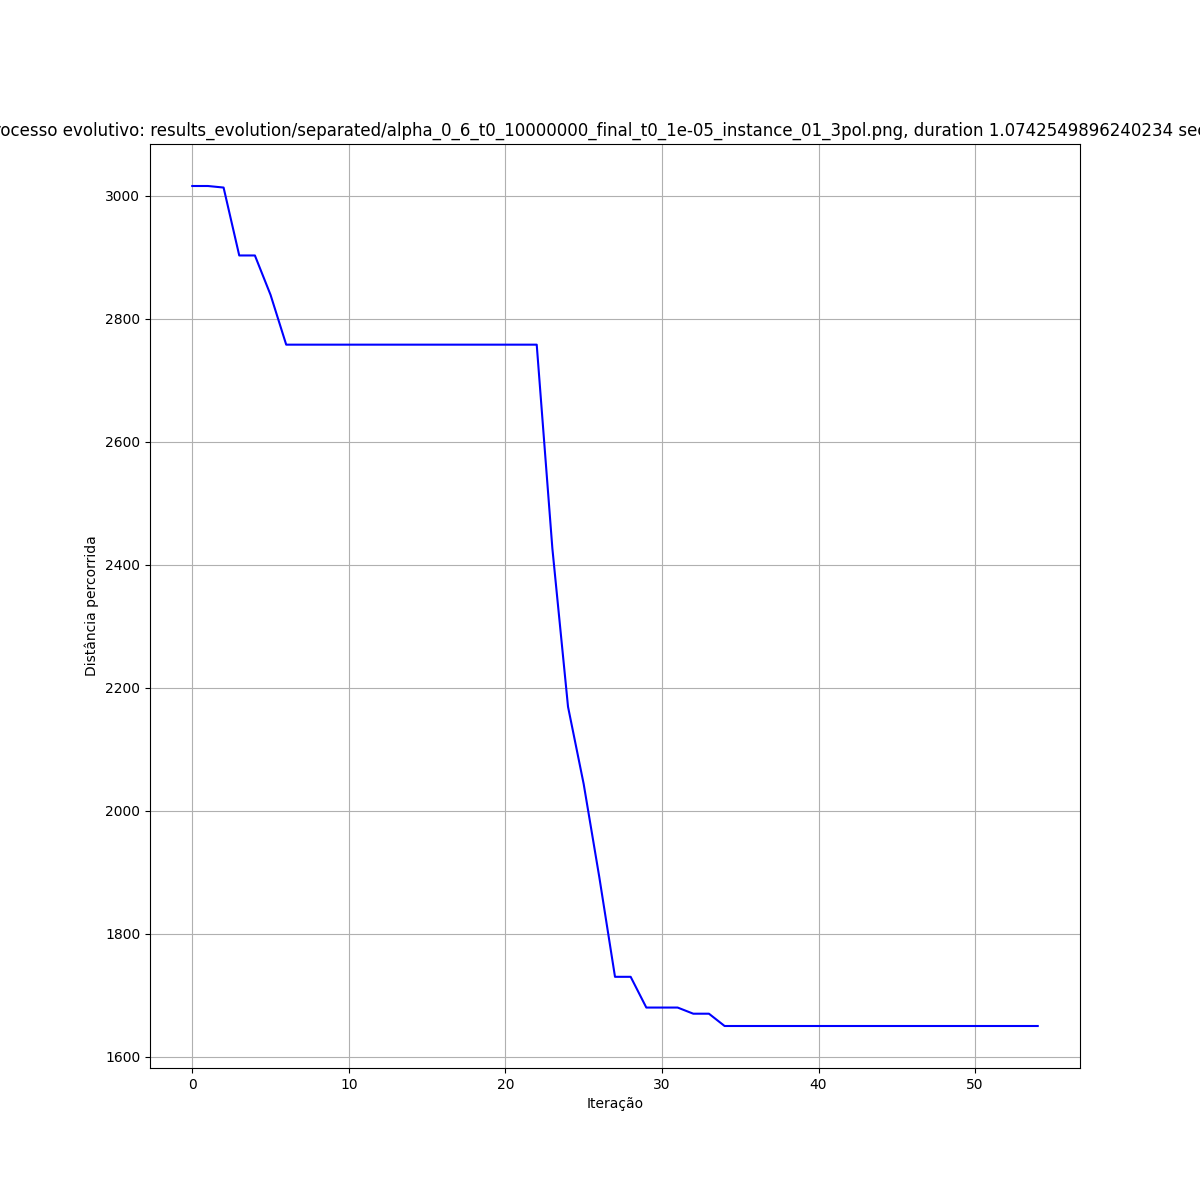 ocesso evolutivo: results_evolution/separated/alpha_0_6_t0_10000000_final_t0_1e-05_instance_01_3pol.png, duration 1.0742549896240234 sec
3000
2800
2600
2400
2200
2000
1800
1600
Distância percorrida
0 10 20 30 40 50
Iteração